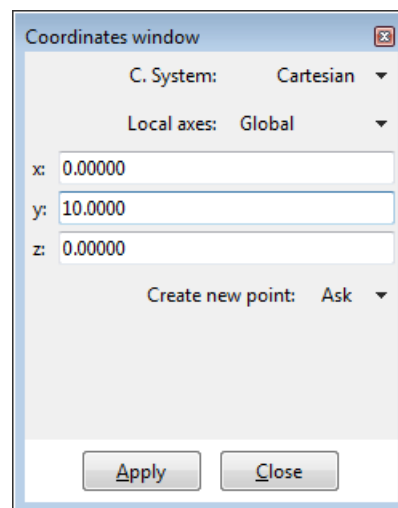 Coordinates window
C. System: Cartesian
Local axes: Global
x: 0.00000
y: 10.0000
z: 0.00000
Create new point: Ask
Apply Close